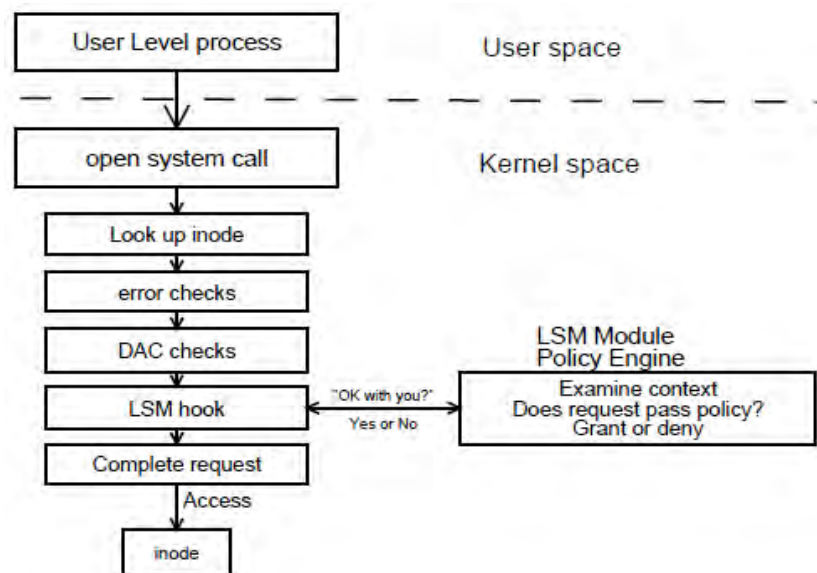 User Level process
User space
open system call
Kernel space
Look up inode
error checks
DAC checks
LSM Module
Policy Engine
LSM hook
"OK with you?"
Yes or No
Examine context
Does request pass policy?
Grant or deny
Complete request
Access
inode